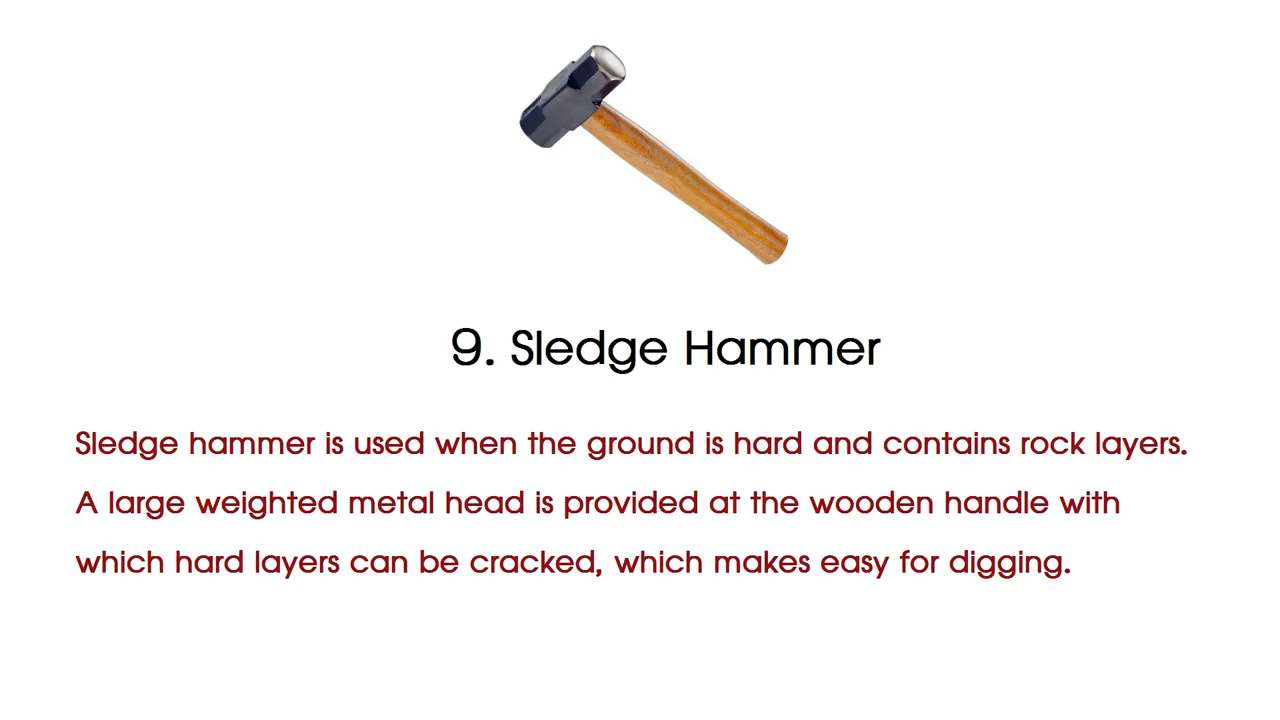 9. Sledge Hammer
Sledge hammer is used when the ground is hard and contains rock layers.
A large weighted metal head is provided at the wooden handle with
which hard layers can be cracked, which makes easy for digging.